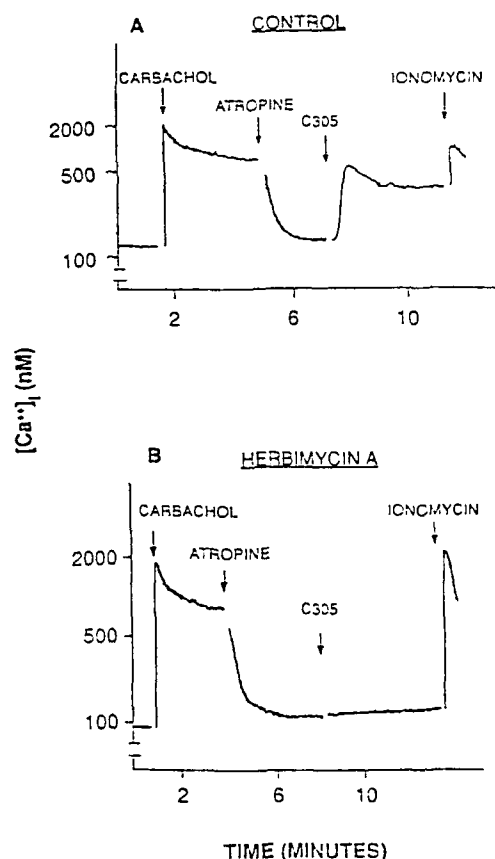 A
CONTROL
CARBACHOL
ATROPINE
C305
IONOMYCIN
2000
500
100
2
6
10
[Ca⁺⁺]ᵢ (nM)
B
HERBIMYCIN A
CARBACHOL
ATROPINE
C305
IONOMYCIN
2000
500
100
2
6
10
TIME (MINUTES)